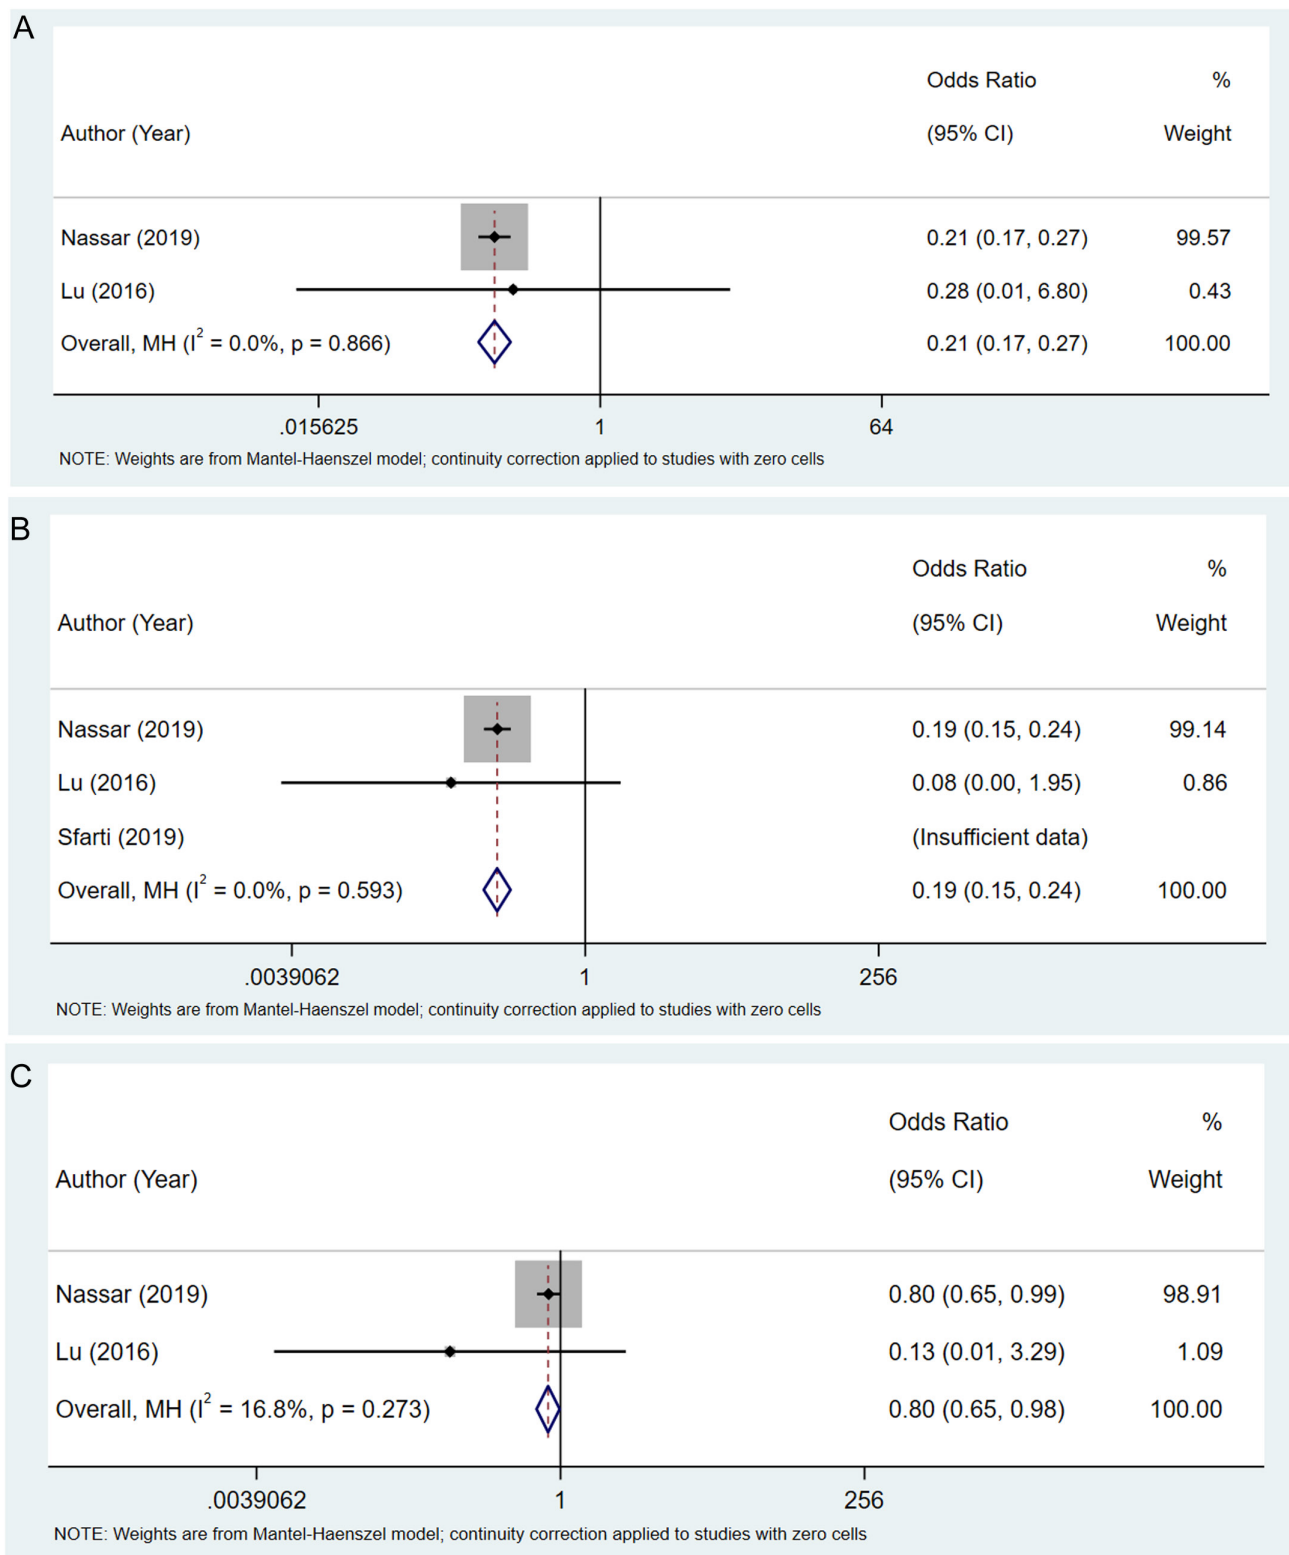 A
Odds Ratio %
Author (Year) (95% CI) Weight
Nassar (2019) 0.21 (0.17, 0.27) 99.57
Lu (2016) 0.28 (0.01, 6.80) 0.43
Overall, MH (I² = 0.0%, p = 0.866) 0.21 (0.17, 0.27) 100.00
.015625 1 64
NOTE: Weights are from Mantel-Haenszel model; continuity correction applied to studies with zero cells
B
Odds Ratio %
Author (Year) (95% CI) Weight
Nassar (2019) 0.19 (0.15, 0.24) 99.14
Lu (2016) 0.08 (0.00, 1.95) 0.86
Sfarti (2019) (Insufficient data)
Overall, MH (I² = 0.0%, p = 0.593) 0.19 (0.15, 0.24) 100.00
.0039062 1 256
NOTE: Weights are from Mantel-Haenszel model; continuity correction applied to studies with zero cells
C
Odds Ratio %
Author (Year) (95% CI) Weight
Nassar (2019) 0.80 (0.65, 0.99) 98.91
Lu (2016) 0.13 (0.01, 3.29) 1.09
Overall, MH (I² = 16.8%, p = 0.273) 0.80 (0.65, 0.98) 100.00
.0039062 1 256
NOTE: Weights are from Mantel-Haenszel model; continuity correction applied to studies with zero cells